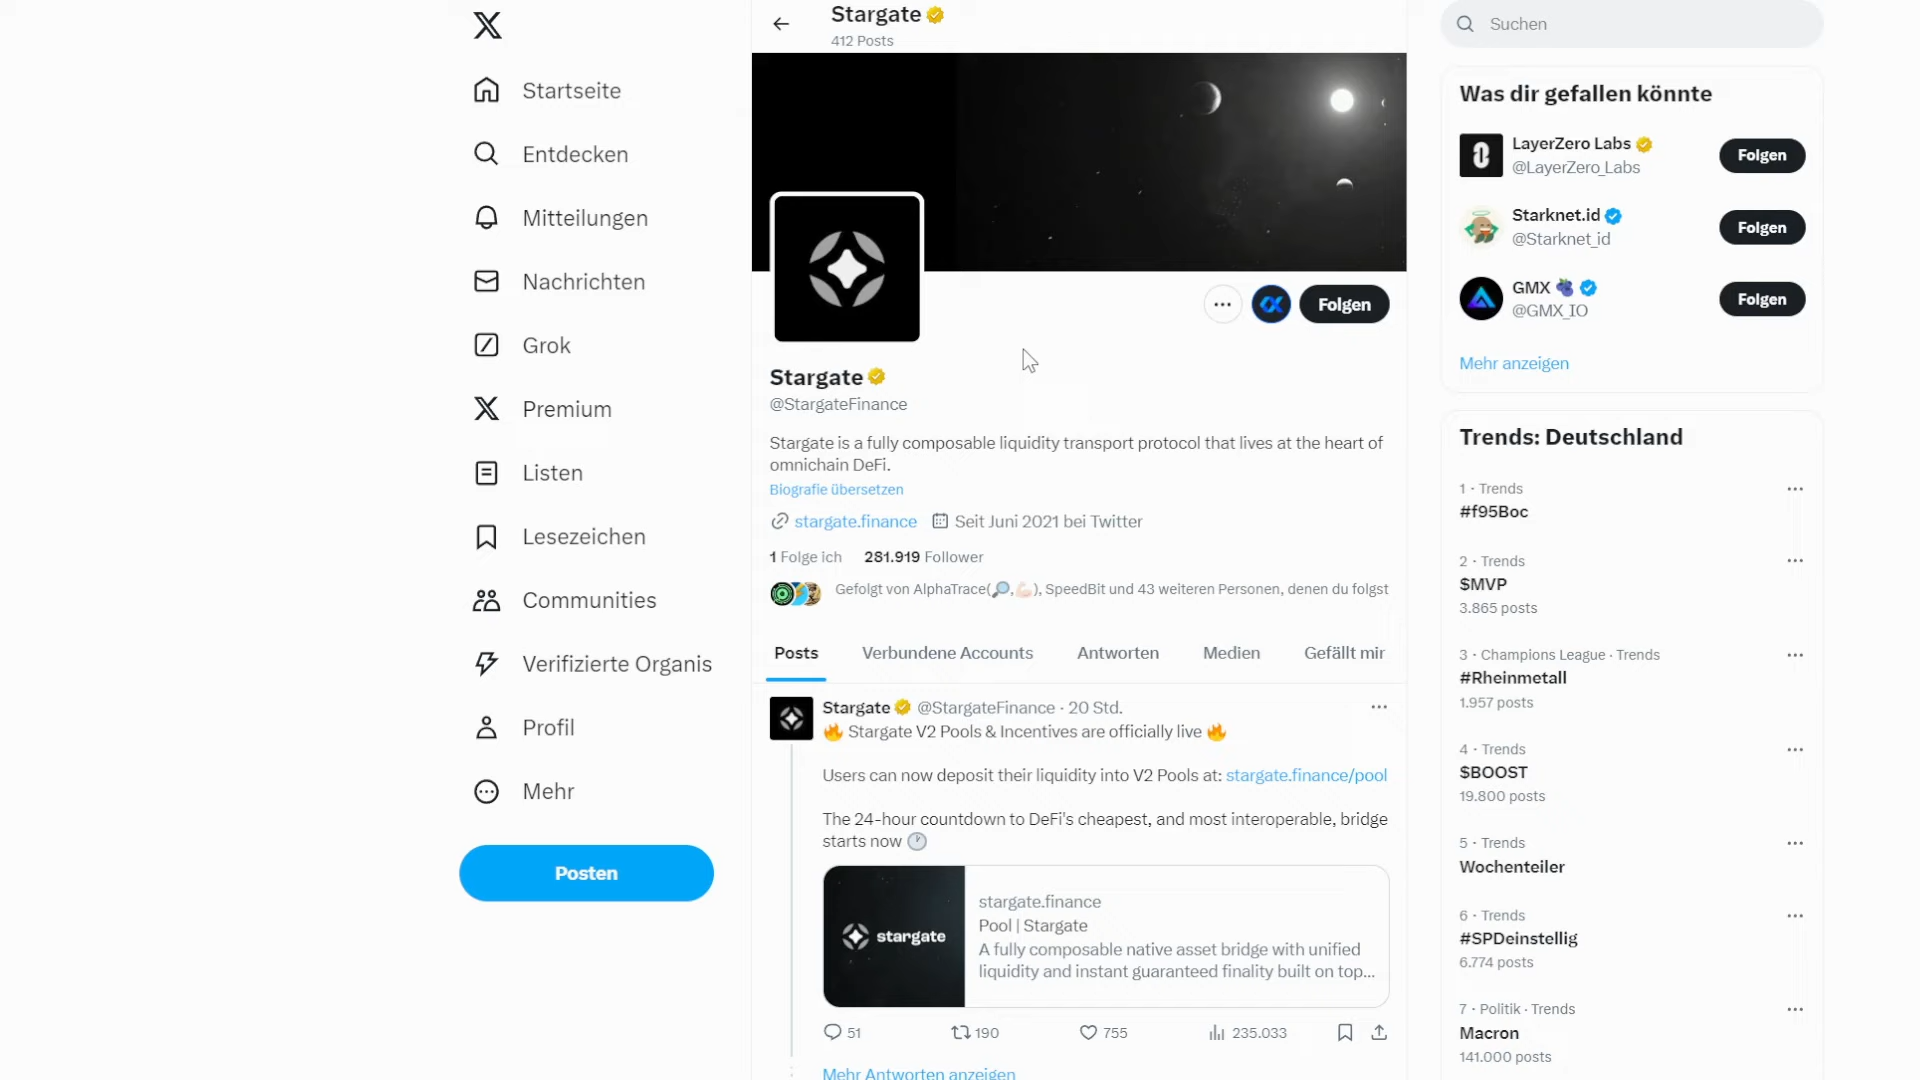 Startseite
Entdecken
Mitteilungen
Nachrichten
Grok
Premium
Listen
Lesezeichen
Communities
Verifizierte Organis
Profil
Mehr
Posten
Stargate
412 Posts
Folgen
Stargate
@StargateFinance
Stargate is a fully composable liquidity transport protocol that lives at the heart of
omnichain DeFi.
Biografie übersetzen
stargate.finance Seit Juni 2021 bei Twitter
1 Folge ich 281.919 Follower
Gefolgt von AlphaTrace(🔎,💪🏻), SpeedBit und 43 weiteren Personen, denen du folgst
Posts Verbundene Accounts Antworten Medien Gefällt mir
Stargate @StargateFinance · 20 Std.
🔥 Stargate V2 Pools & Incentives are officially live 🔥
Users can now deposit their liquidity into V2 Pools at: stargate.finance/pool
The 24-hour countdown to DeFi's cheapest, and most interoperable, bridge
starts now 🕐
stargate
stargate.finance
Pool | Stargate
A fully composable native asset bridge with unified
liquidity and instant guaranteed finality built on top...
51 190 755 235.033
Mehr Antworten anzeigen
Suchen
Was dir gefallen könnte
LayerZero Labs
@LayerZero_Labs
Folgen
Starknet.id
@Starknet_id
Folgen
GMX 🫐
@GMX_IO
Folgen
Mehr anzeigen
Trends: Deutschland
1 · Trends
#f95Boc
2 · Trends
$MVP
3.865 posts
3 · Champions League · Trends
#Rheinmetall
1.957 posts
4 · Trends
$BOOST
19.800 posts
5 · Trends
Wochenteiler
6 · Trends
#SPDeinstellig
6.774 posts
7 · Politik · Trends
Macron
141.000 posts